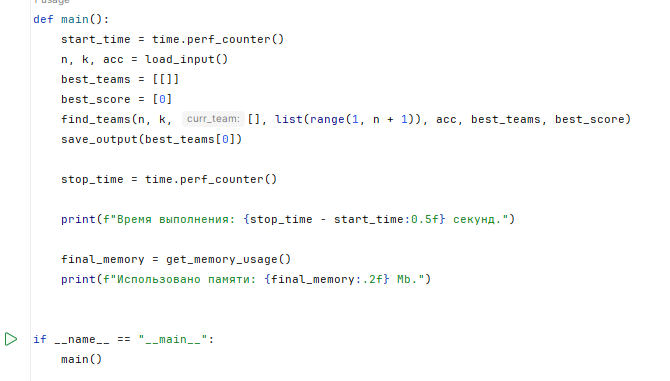 1 usage
def main():
    start_time = time.perf_counter()
    n, k, acc = load_input()
    best_teams = [[]]
    best_score = [0]
    find_teams(n, k, curr_team: [], list(range(1, n + 1)), acc, best_teams, best_score)
    save_output(best_teams[0])
    stop_time = time.perf_counter()
    print(f"Время выполнения: {stop_time - start_time:0.5f} секунд.")
    final_memory = get_memory_usage()
    print(f"Использовано памяти: {final_memory:.2f} Mb.")
if __name__ == "__main__":
    main()